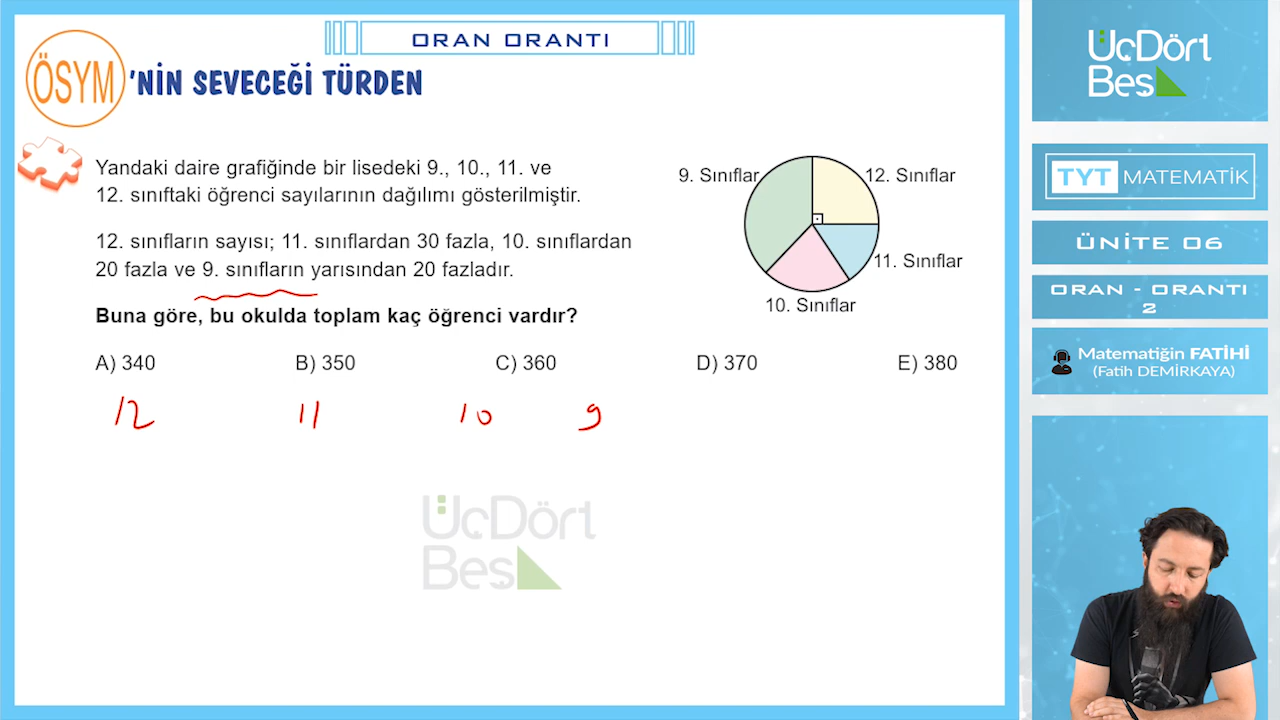 ORAN ORANTI
ÖSYM'NİN SEVECEĞİ TÜRDEN
Yandaki daire grafiğinde bir lisedeki 9., 10., 11. ve
12. sınıftaki öğrenci sayılarının dağılımı gösterilmiştir.
12. sınıfların sayısı; 11. sınıflardan 30 fazla, 10. sınıflardan
20 fazla ve 9. sınıfların yarısından 20 fazladır.
Buna göre, bu okulda toplam kaç öğrenci vardır?
9. Sınıflar
12. Sınıflar
11. Sınıflar
10. Sınıflar
A) 340 B) 350 C) 360 D) 370 E) 380
12 11 10 9
ÜçDört
Beş
ÜçDört
Beş
TYT MATEMATİK
ÜNİTE 06
ORAN - ORANTI
2
Matematiğin FATİHİ
(Fatih DEMİRKAYA)